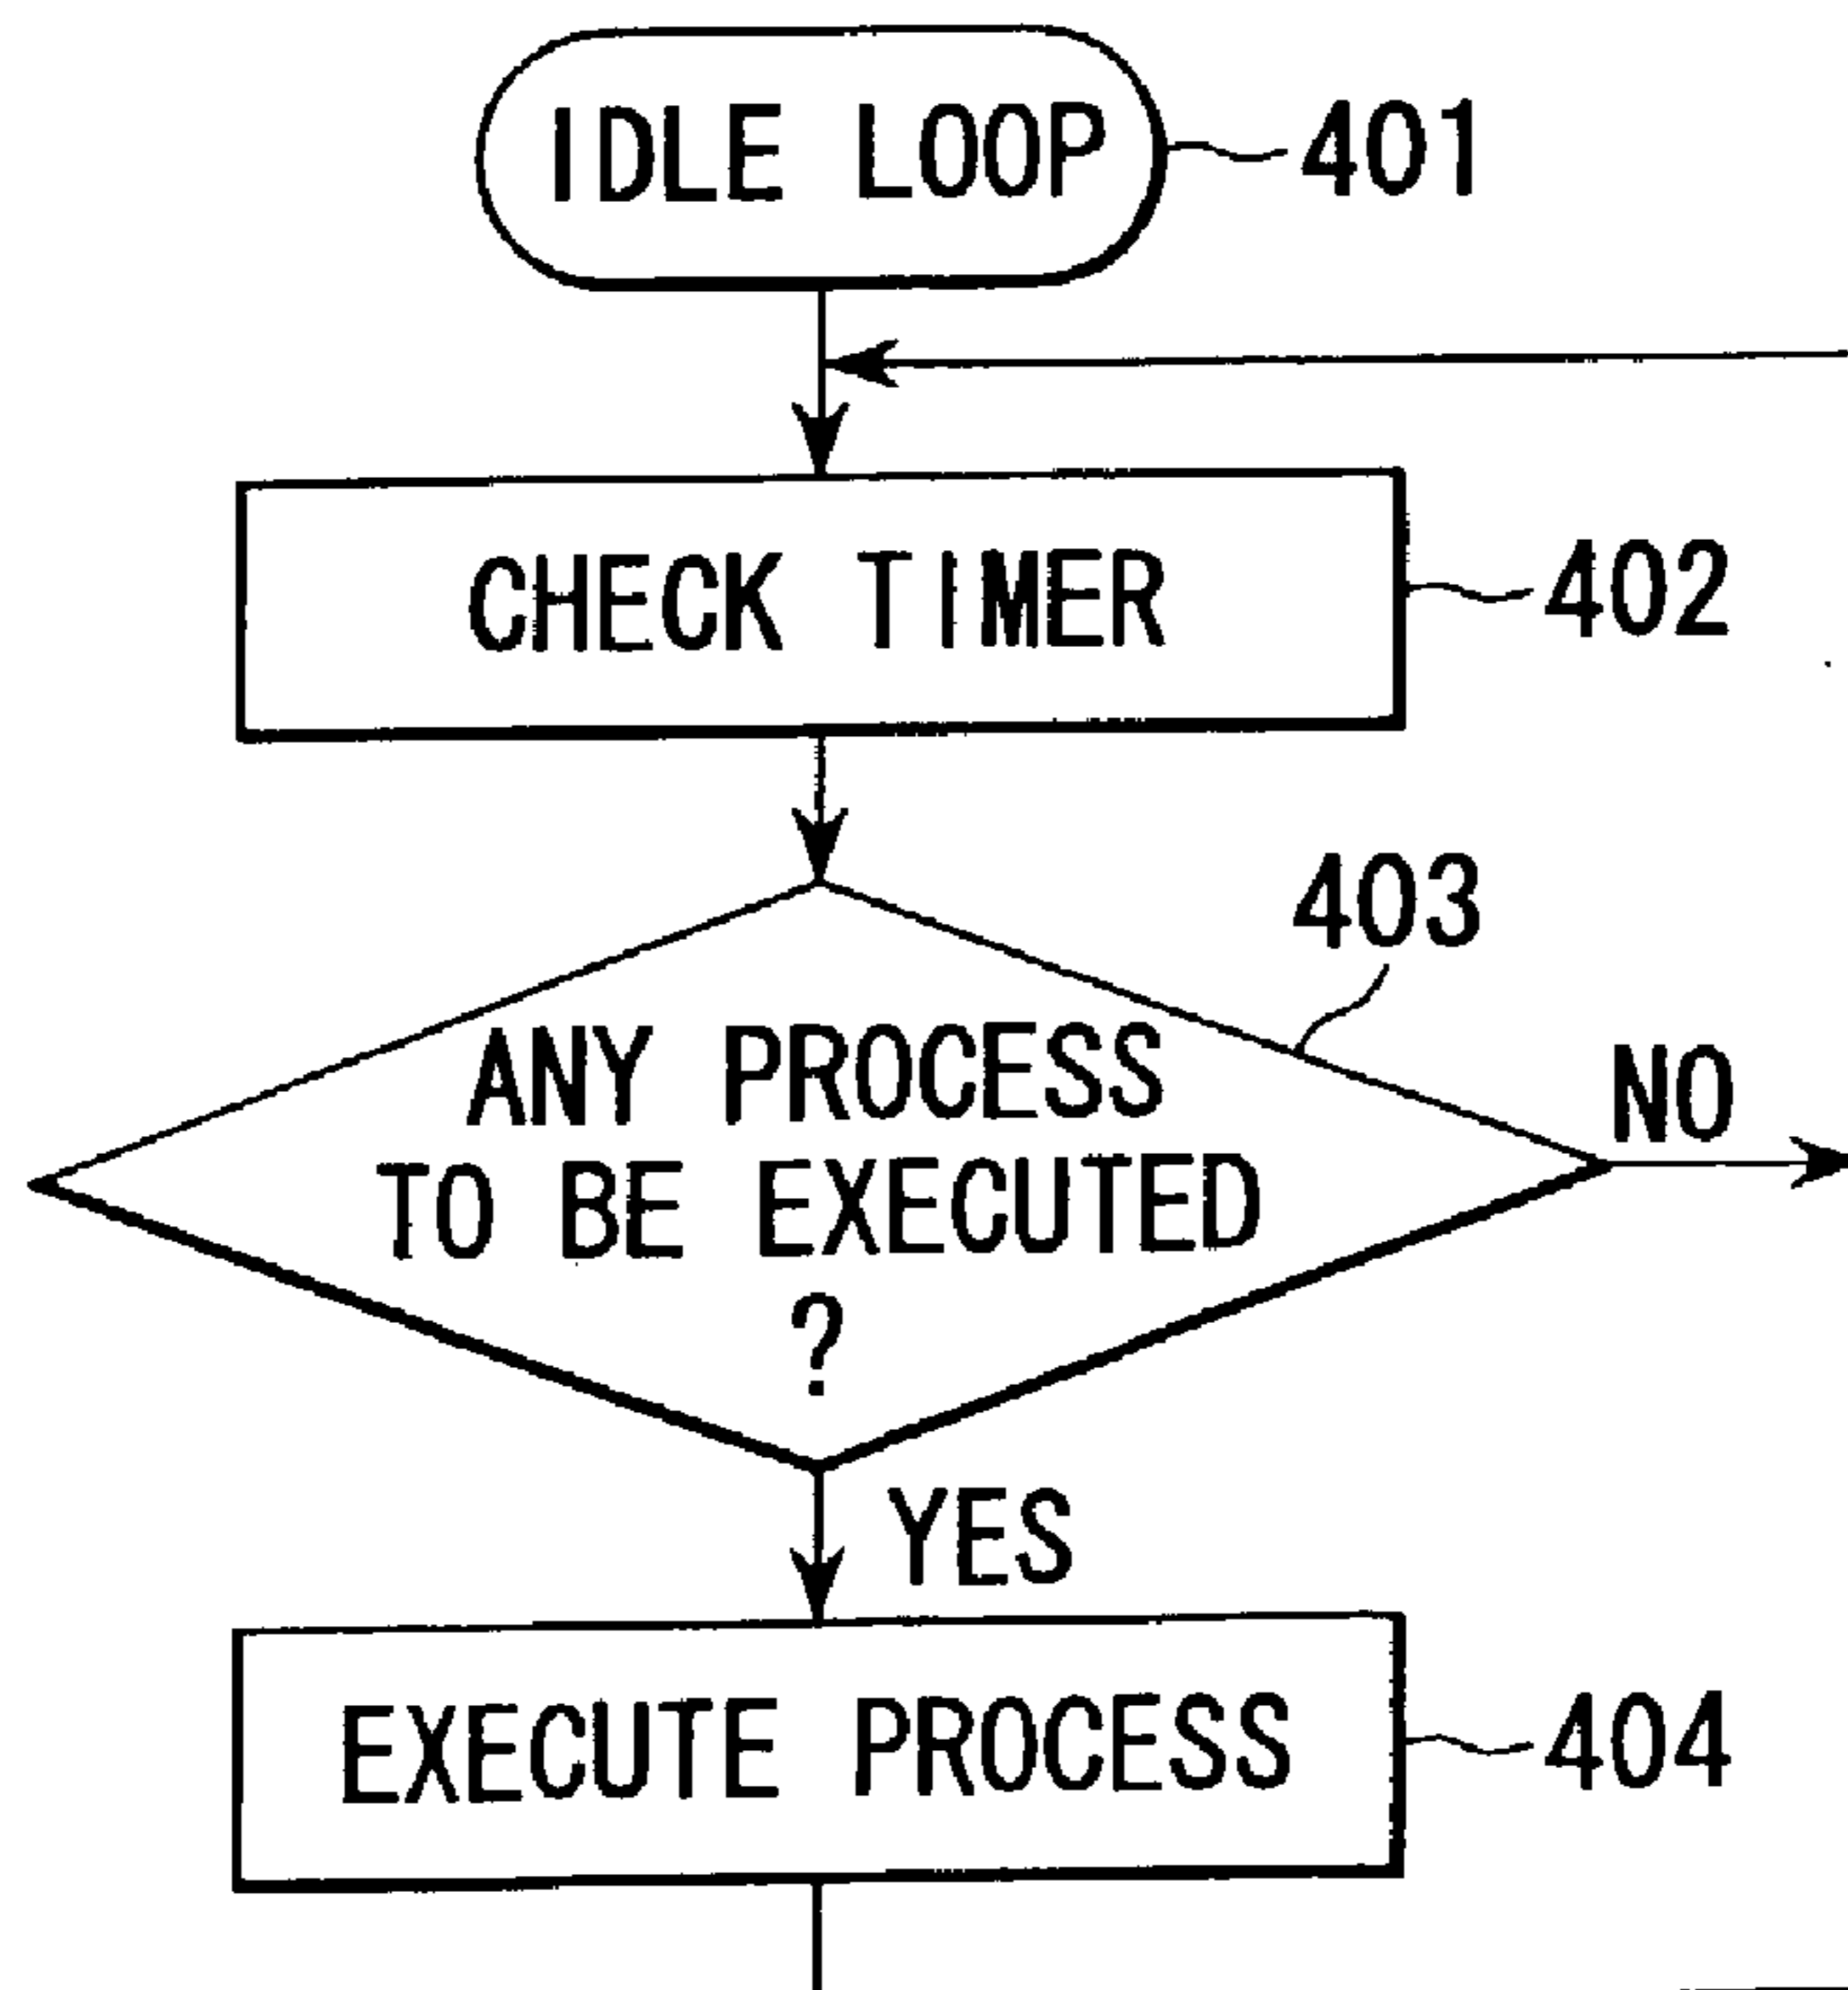 IDLE LOOP
401
CHECK TIMER
402
403
ANY PROCESS
TO BE EXECUTED
?
NO
YES
EXECUTE PROCESS
404